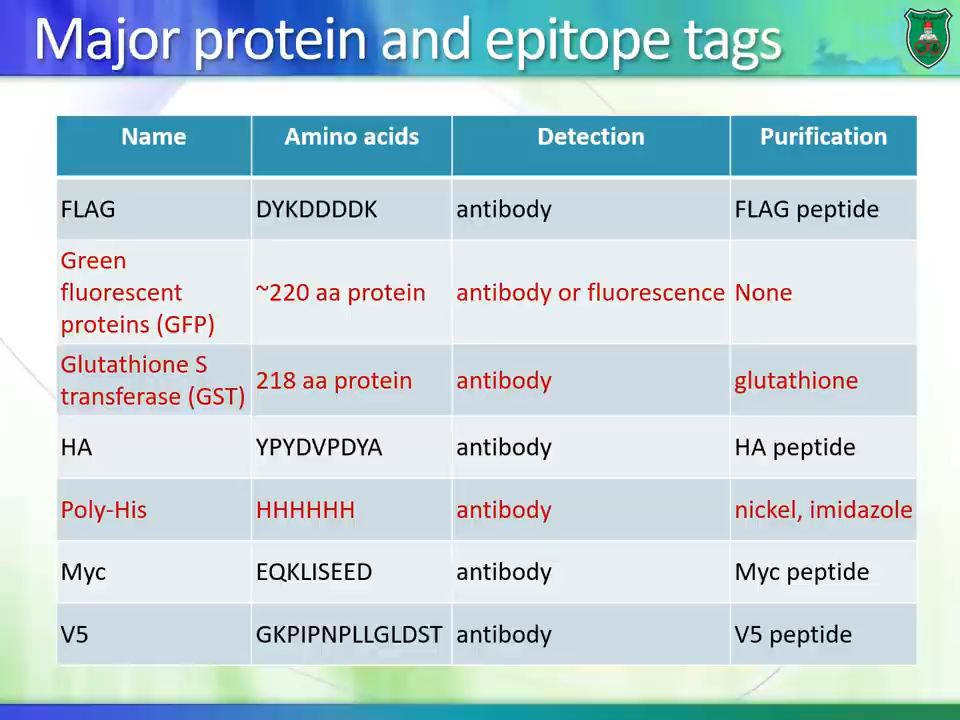 Major protein and epitope tags
Name Amino acids Detection Purification
FLAG DYKDDDDK antibody FLAG peptide
Green
fluorescent
proteins (GFP) ~220 aa protein antibody or fluorescence None
Glutathione S
transferase (GST) 218 aa protein antibody glutathione
HA YPYDVPDYA antibody HA peptide
Poly-His HHHHHH antibody nickel, imidazole
Myc EQKLISEED antibody Myc peptide
V5 GKPIPNPLLGLDST antibody V5 peptide